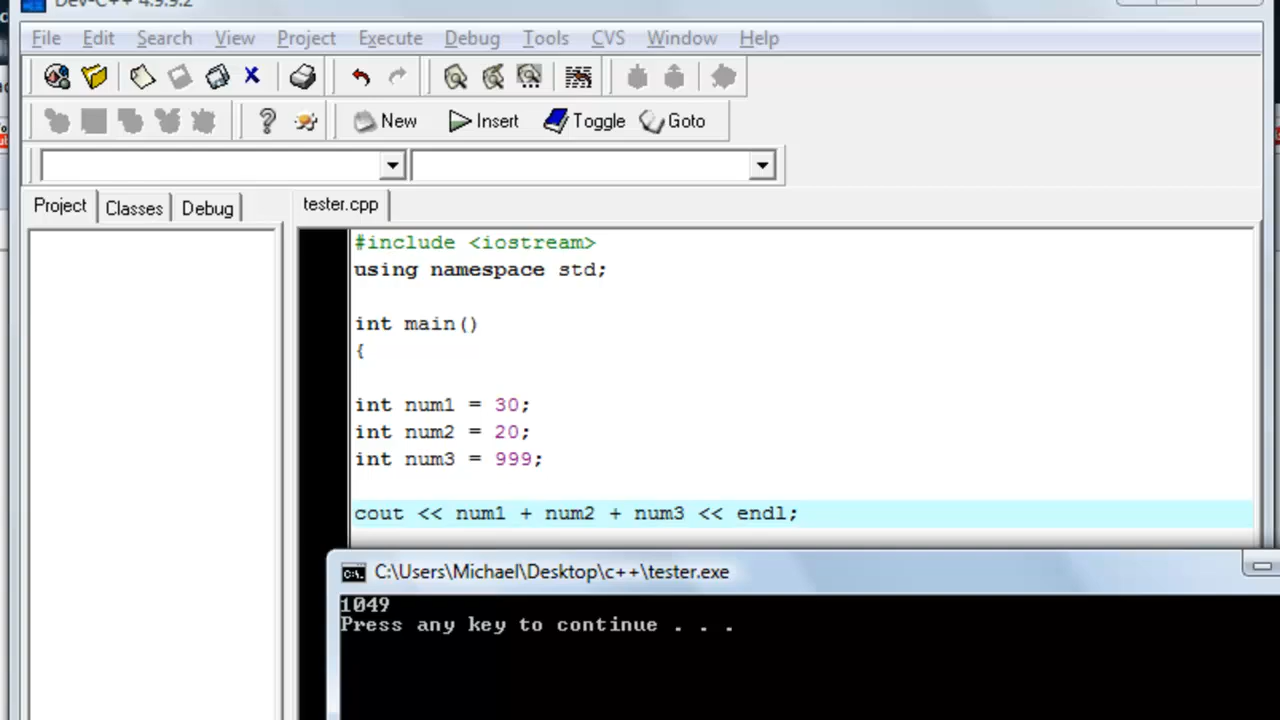 Dev-C++ 4.9.9.2
File Edit Search View Project Execute Debug Tools CVS Window Help
New Insert Toggle Goto
Project Classes Debug tester.cpp
#include <iostream>
using namespace std;
int main()
{
int num1 = 30;
int num2 = 20;
int num3 = 999;
cout << num1 + num2 + num3 << endl;
C:\Users\Michael\Desktop\c++\tester.exe
1049
Press any key to continue . . .